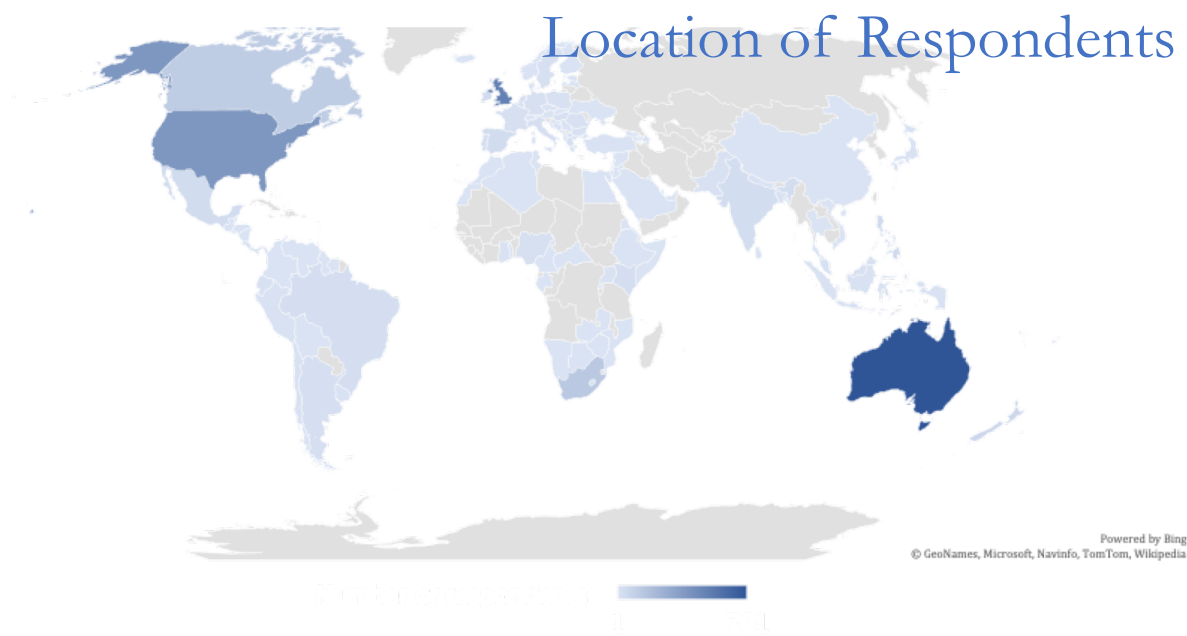 Location of Respondents
Powered by Bing
© GeoNames, Microsoft, Navinfo, TomTom, Wikipedia